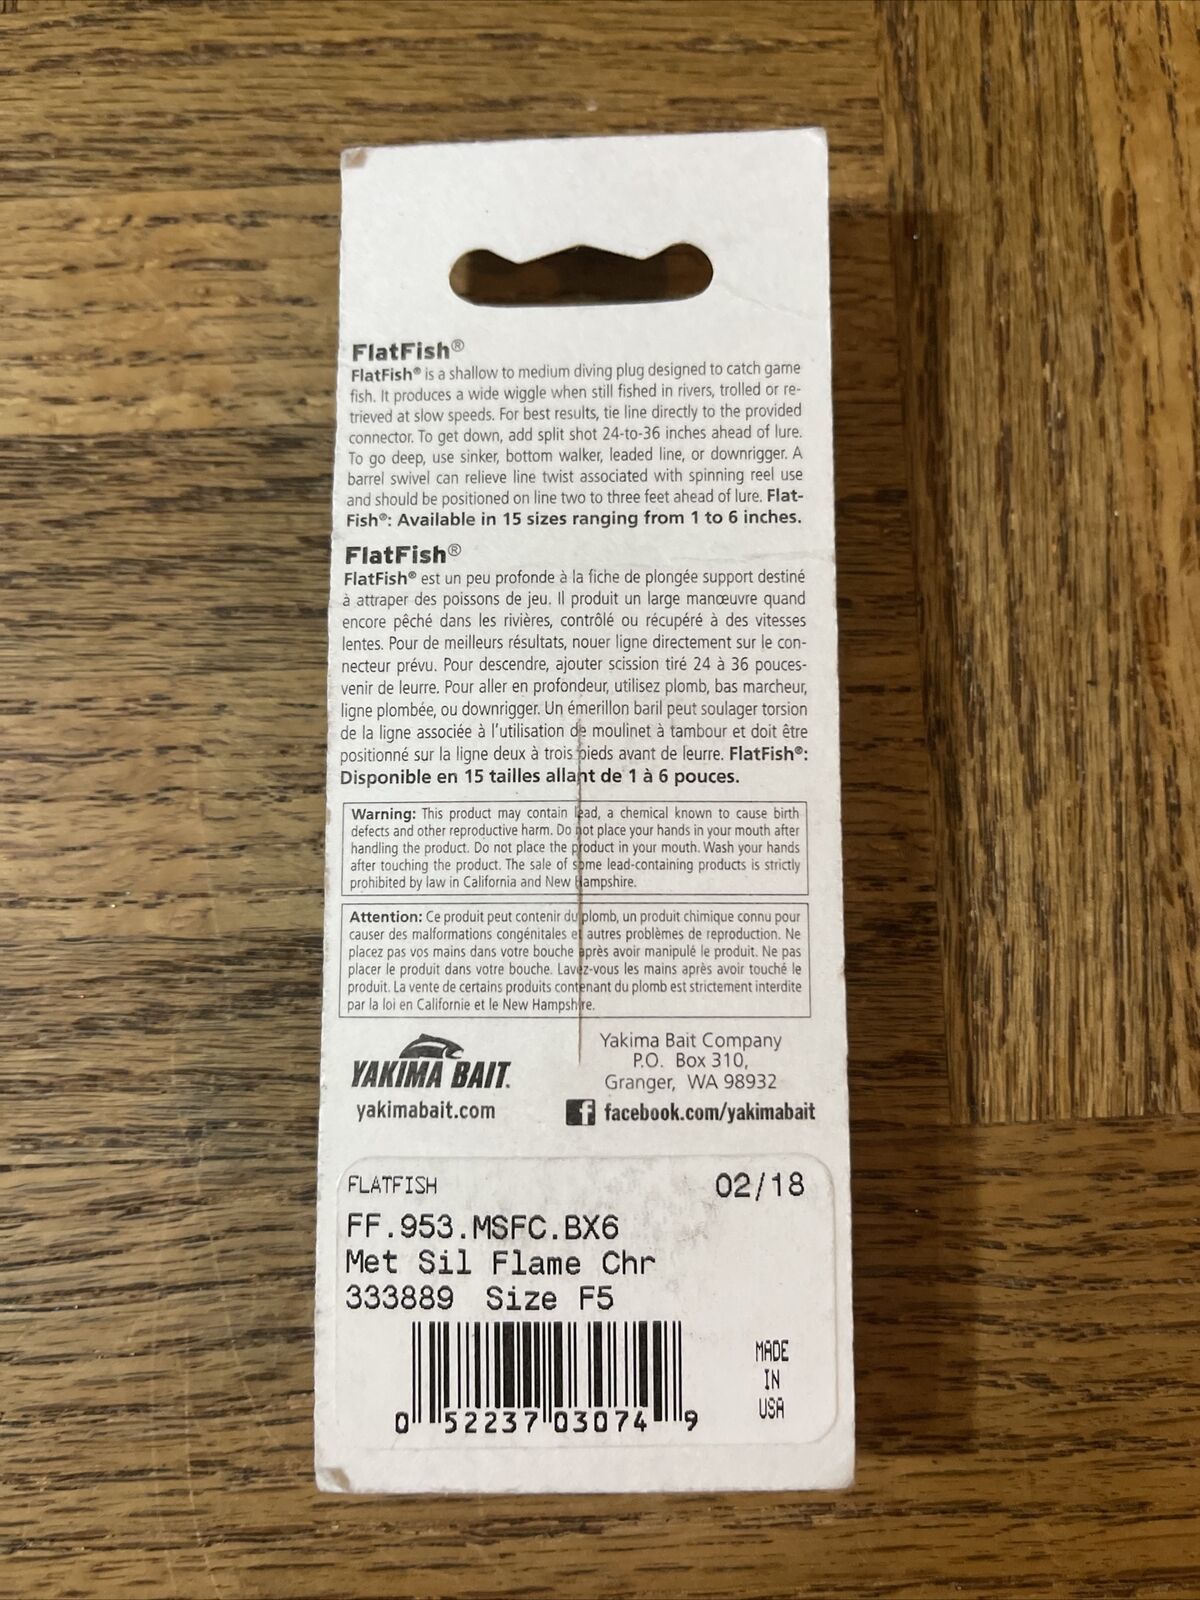 FlatFish®
FlatFish® is a shallow to medium diving plug designed to catch game
fish. It produces a wide wiggle when still fished in rivers, trolled or re-
trieved at slow speeds. For best results, tie line directly to the provided
connector. To get down, add split shot 24-to-36 inches ahead of lure.
To go deep, use sinker, bottom walker, leaded line, or downrigger. A
barrel swivel can relieve line twist associated with spinning reel use
and should be positioned on line two to three feet ahead of lure. Flat-
Fish®: Available in 15 sizes ranging from 1 to 6 inches.
FlatFish®
FlatFish® est un peu profonde à la fiche de plongée support destiné
à attraper des poissons de jeu. Il produit un large manœuvre quand
encore pêché dans les rivières, contrôlé ou récupéré à des vitesses
lentes. Pour de meilleurs résultats, nouer ligne directement sur le con-
necteur prévu. Pour descendre, ajouter scission tiré 24 à 36 pouces-
venir de leurre. Pour aller en profondeur, utilisez plomb, bas marcheur,
ligne plombée, ou downrigger. Un émerillon baril peut soulager torsion
de la ligne associée à l'utilisation de moulinet à tambour et doit être
positionné sur la ligne deux à trois pieds avant de leurre. FlatFish®:
Disponible en 15 tailles allant de 1 à 6 pouces.
Warning: This product may contain lead, a chemical known to cause birth
defects and other reproductive harm. Do not place your hands in your mouth after
handling the product. Do not place the product in your mouth. Wash your hands
after touching the product. The sale of some lead-containing products is strictly
prohibited by law in California and New Hampshire.
Attention: Ce produit peut contenir du plomb, un produit chimique connu pour
causer des malformations congénitales et autres problèmes de reproduction. Ne
placez pas vos mains dans votre bouche après avoir manipulé le produit. Ne pas
placer le produit dans votre bouche. Lavez-vous les mains après avoir touché le
produit. La vente de certains produits contenant du plomb est strictement interdite
par la loi en Californie et le New Hampshire.
YAKIMA BAIT.
yakimabait.com
Yakima Bait Company
P.O. Box 310,
Granger, WA 98932
f facebook.com/yakimabait
FLATFISH 02/18
FF.953.MSFC.BX6
Met Sil Flame Chr
333889 Size F5
0 52237 03074 9
MADE
IN
USA